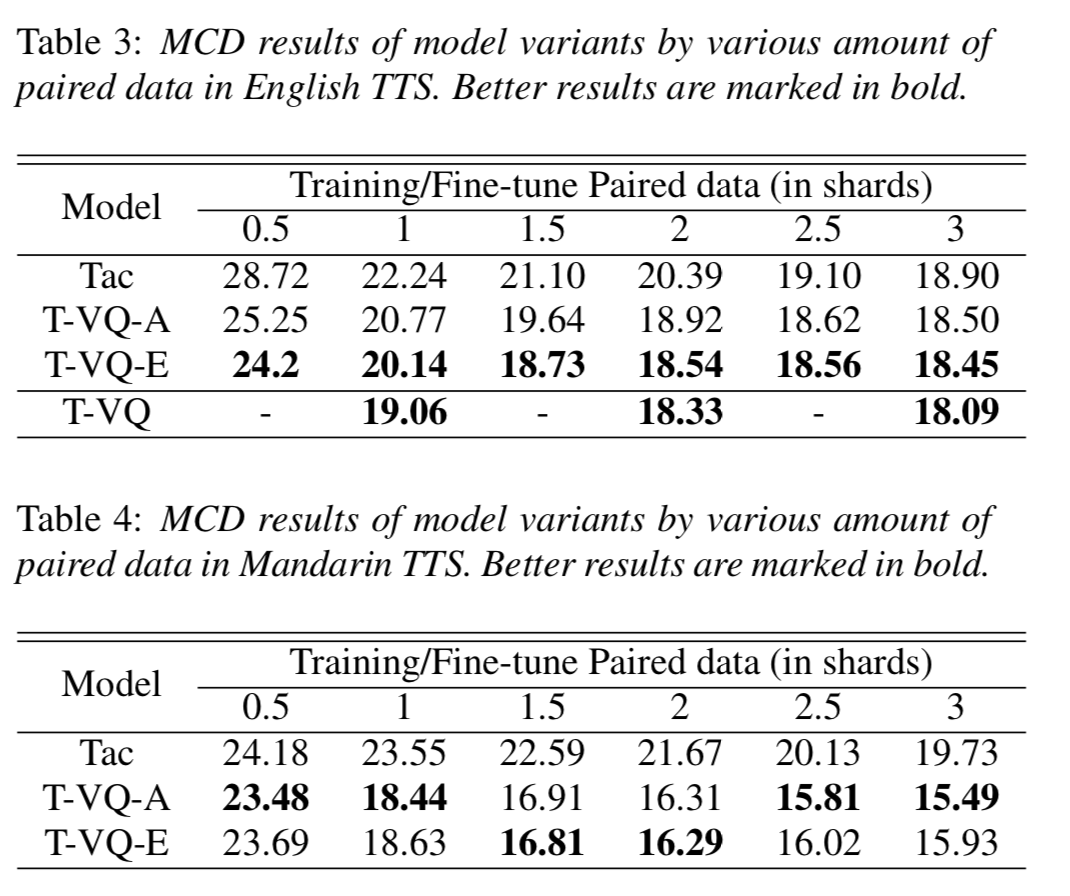 Table 3: MCD results of model variants by various amount of
paired data in English TTS. Better results are marked in bold.
Model Training/Fine-tune Paired data (in shards)
0.5 1 1.5 2 2.5 3
Tac 28.72 22.24 21.10 20.39 19.10 18.90
T-VQ-A 25.25 20.77 19.64 18.92 18.62 18.50
T-VQ-E 24.2 20.14 18.73 18.54 18.56 18.45
T-VQ - 19.06 - 18.33 - 18.09
Table 4: MCD results of model variants by various amount of
paired data in Mandarin TTS. Better results are marked in bold.
Model Training/Fine-tune Paired data (in shards)
0.5 1 1.5 2 2.5 3
Tac 24.18 23.55 22.59 21.67 20.13 19.73
T-VQ-A 23.48 18.44 16.91 16.31 15.81 15.49
T-VQ-E 23.69 18.63 16.81 16.29 16.02 15.93